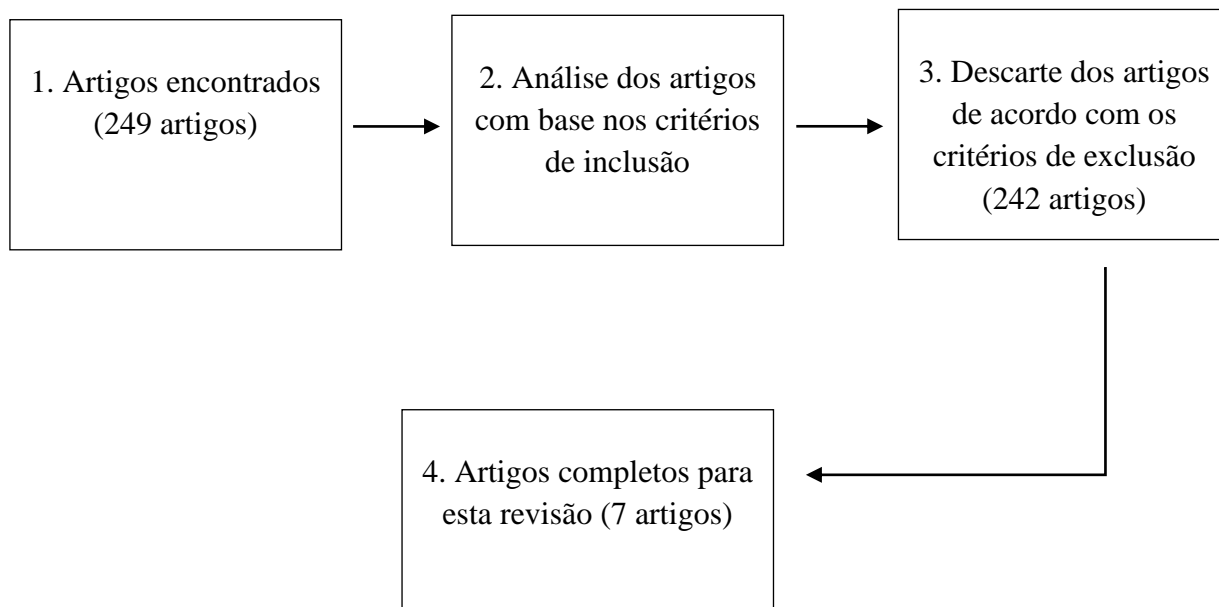 1. Artigos encontrados
(249 artigos)
2. Análise dos artigos
com base nos critérios
de inclusão
3. Descarte dos artigos
de acordo com os
critérios de exclusão
(242 artigos)
4. Artigos completos para
esta revisão (7 artigos)